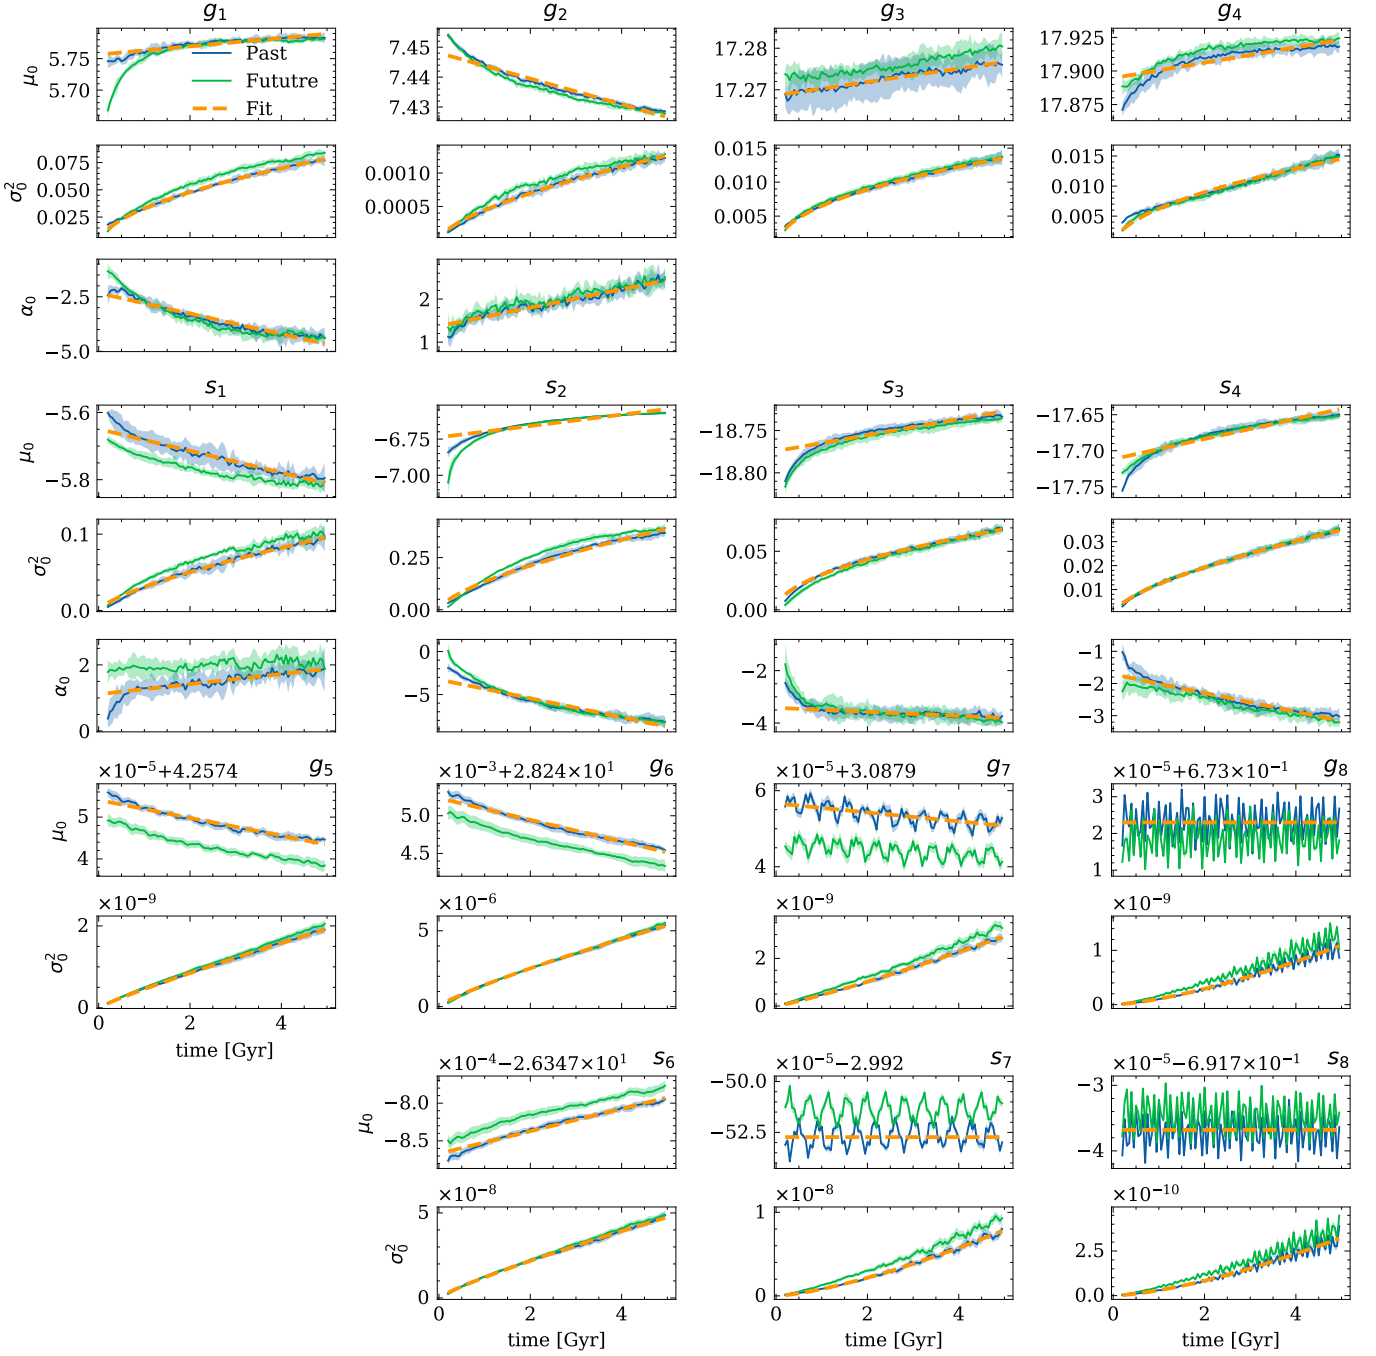 g₁ g₂ g₃ g₄
μ₀ 5.75 5.70 Past Fututre Fit
7.45 7.44 7.43
17.28 17.27
17.925 17.900 17.875
σ₀² 0.075 0.050 0.025
0.0010 0.0005
0.015 0.010 0.005
0.015 0.010 0.005
α₀ −2.5 −5.0
2 1
s₁ s₂ s₃ s₄
μ₀ −5.6 −5.8
−6.75 −7.00
−18.75 −18.80
−17.65 −17.70 −17.75
σ₀² 0.1 0.0
0.25 0.00
0.05 0.00
0.03 0.02 0.01
α₀ 2 1 0
0 −5
−2 −4
−1 −2 −3
×10⁻⁵+4.2574 g₅
×10⁻³+2.824×10¹ g₆
×10⁻⁵+3.0879 g₇
×10⁻⁵+6.73×10⁻¹ g₈
μ₀ 5 4
5.0 4.5
6 4
3 2 1
×10⁻⁹ ×10⁻⁶ ×10⁻⁹ ×10⁻⁹
σ₀² 2 1 0
5 0
2 0
1 0
0 2 4
time [Gyr]
×10⁻⁴−2.6347×10¹ s₆
×10⁻⁵−2.992 s₇
×10⁻⁵−6.917×10⁻¹ s₈
μ₀ −8.0 −8.5
−50.0 −52.5
−3 −4
×10⁻⁸ ×10⁻⁸ ×10⁻¹⁰
σ₀² 5 0
1 0
2.5 0.0
0 2 4 0 2 4 0 2 4
time [Gyr] time [Gyr] time [Gyr]